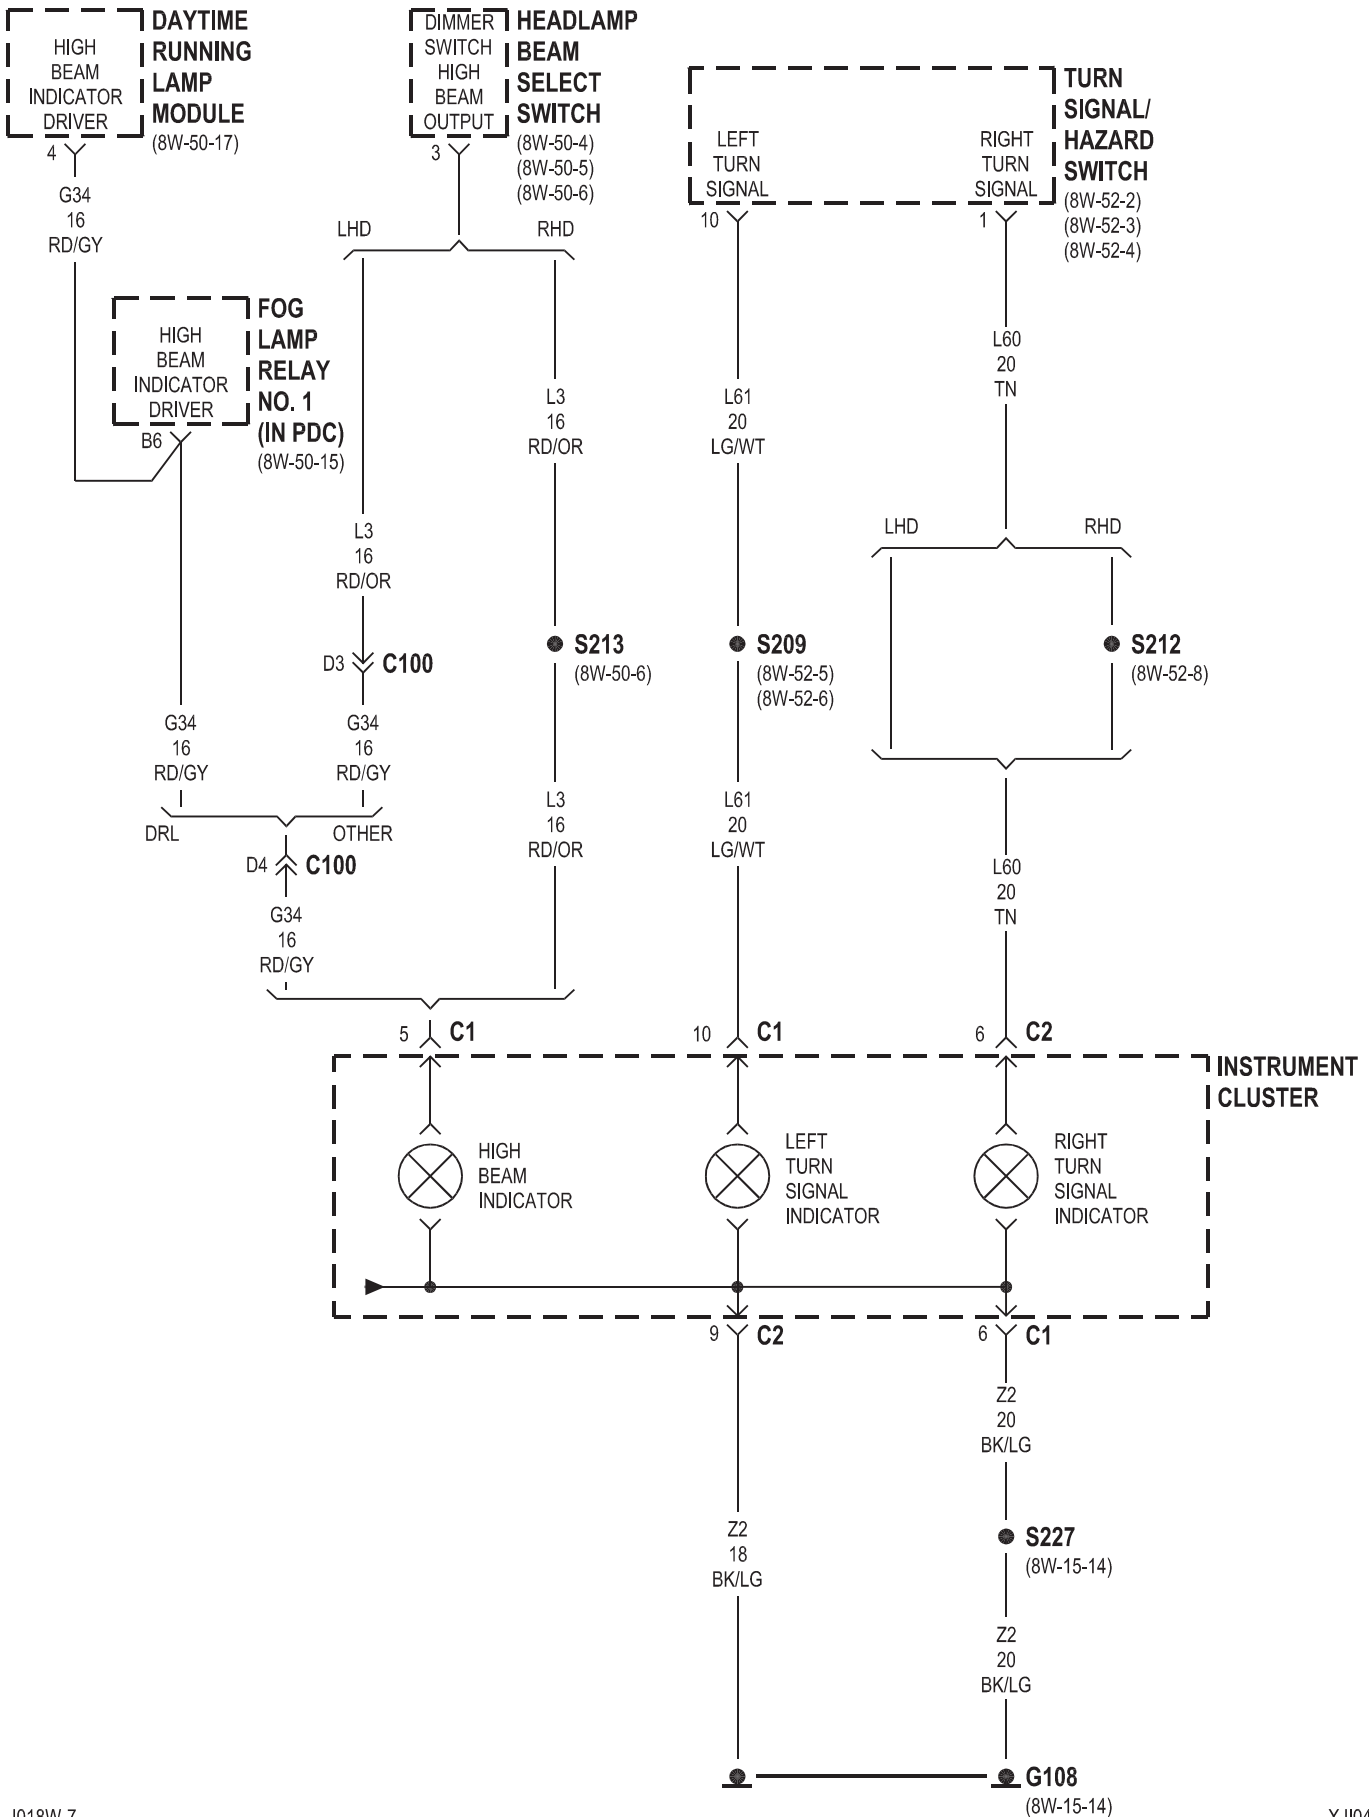 HIGH
BEAM
INDICATOR
DRIVER
DAYTIME
RUNNING
LAMP
MODULE
(8W-50-17)
4
G34
16
RD/GY
DIMMER
SWITCH
HIGH
BEAM
OUTPUT
HEADLAMP
BEAM
SELECT
SWITCH
(8W-50-4)
(8W-50-5)
(8W-50-6)
3
LHD
RHD
LEFT
TURN
SIGNAL
RIGHT
TURN
SIGNAL
TURN
SIGNAL/
HAZARD
SWITCH
(8W-52-2)
(8W-52-3)
(8W-52-4)
10
1
HIGH
BEAM
INDICATOR
DRIVER
FOG
LAMP
RELAY
NO. 1
(IN PDC)
(8W-50-15)
B6
L3
16
RD/OR
L3
16
RD/OR
L61
20
LG/WT
L60
20
TN
LHD
RHD
D3
C100
S213
(8W-50-6)
S209
(8W-52-5)
(8W-52-6)
S212
(8W-52-8)
G34
16
RD/GY
G34
16
RD/GY
DRL
OTHER
D4
C100
G34
16
RD/GY
L3
16
RD/OR
L61
20
LG/WT
L60
20
TN
5
C1
10
C1
6
C2
INSTRUMENT
CLUSTER
HIGH
BEAM
INDICATOR
LEFT
TURN
SIGNAL
INDICATOR
RIGHT
TURN
SIGNAL
INDICATOR
9
C2
6
C1
Z2
18
BK/LG
Z2
20
BK/LG
S227
(8W-15-14)
Z2
20
BK/LG
G108
(8W-15-14)